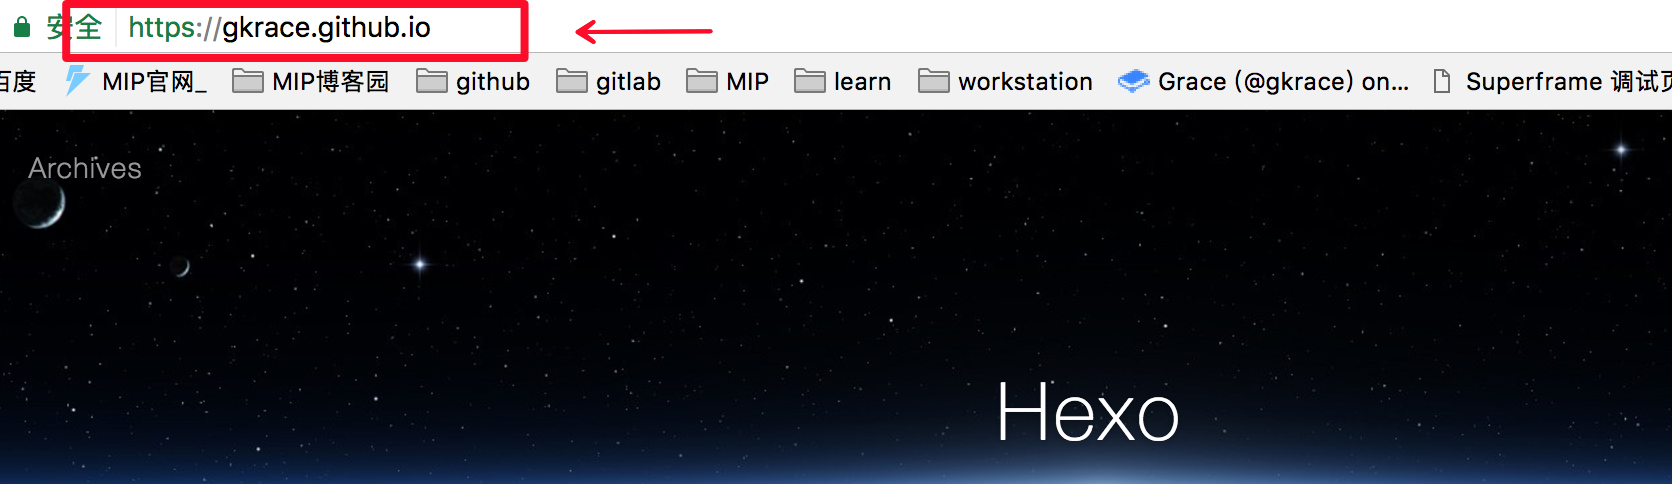 安全 https://gkrace.github.io
百度 MIP官网_ MIP博客园 github gitlab MIP learn workstation Grace (@gkrace) on... Superframe 调试页
Archives
Hexo